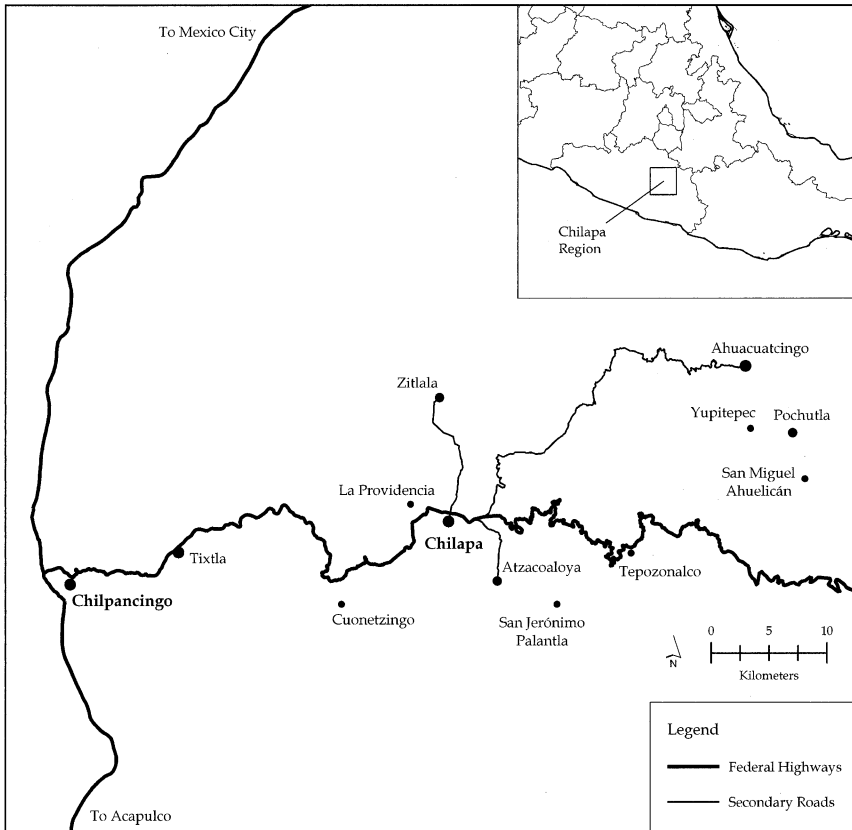 To Mexico City
Chilapa
Region
Ahuacuatcingo
Zitlala
Yupitepec
Pochutla
San Miguel
Ahuelicán
La Providencia
Chilapa
Tixtla
Atzacoaloya
Tepozonalco
Chilpancingo
Cuonetzingo
San Jerónimo
Palantla
0 5 10
N
Kilometers
Legend
Federal Highways
Secondary Roads
To Acapulco